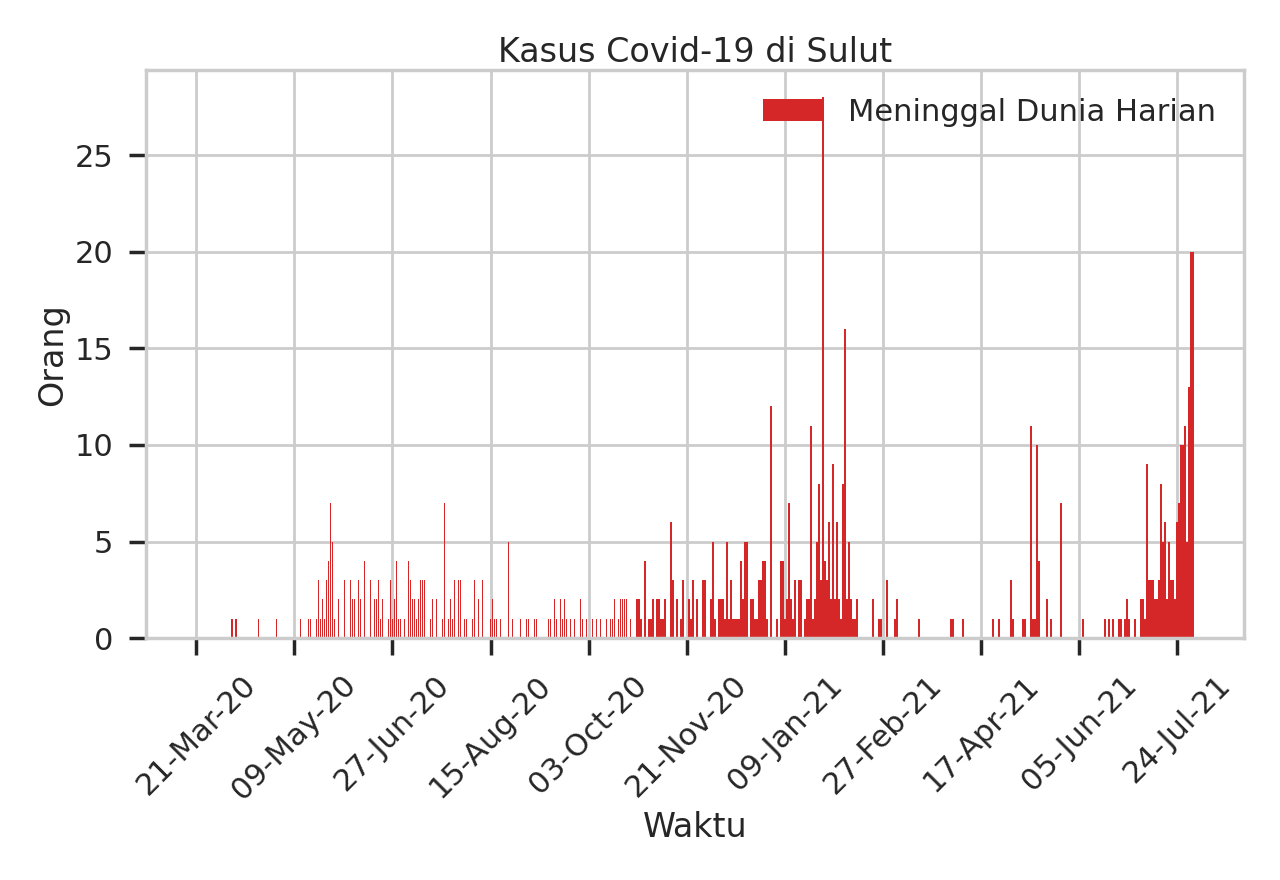 Kasus Covid-19 di Sulut
Meninggal Dunia Harian
25
20
15
10
5
0
Orang
21-Mar-20
09-May-20
27-Jun-20
15-Aug-20
03-Oct-20
21-Nov-20
09-Jan-21
27-Feb-21
17-Apr-21
05-Jun-21
24-Jul-21
Waktu